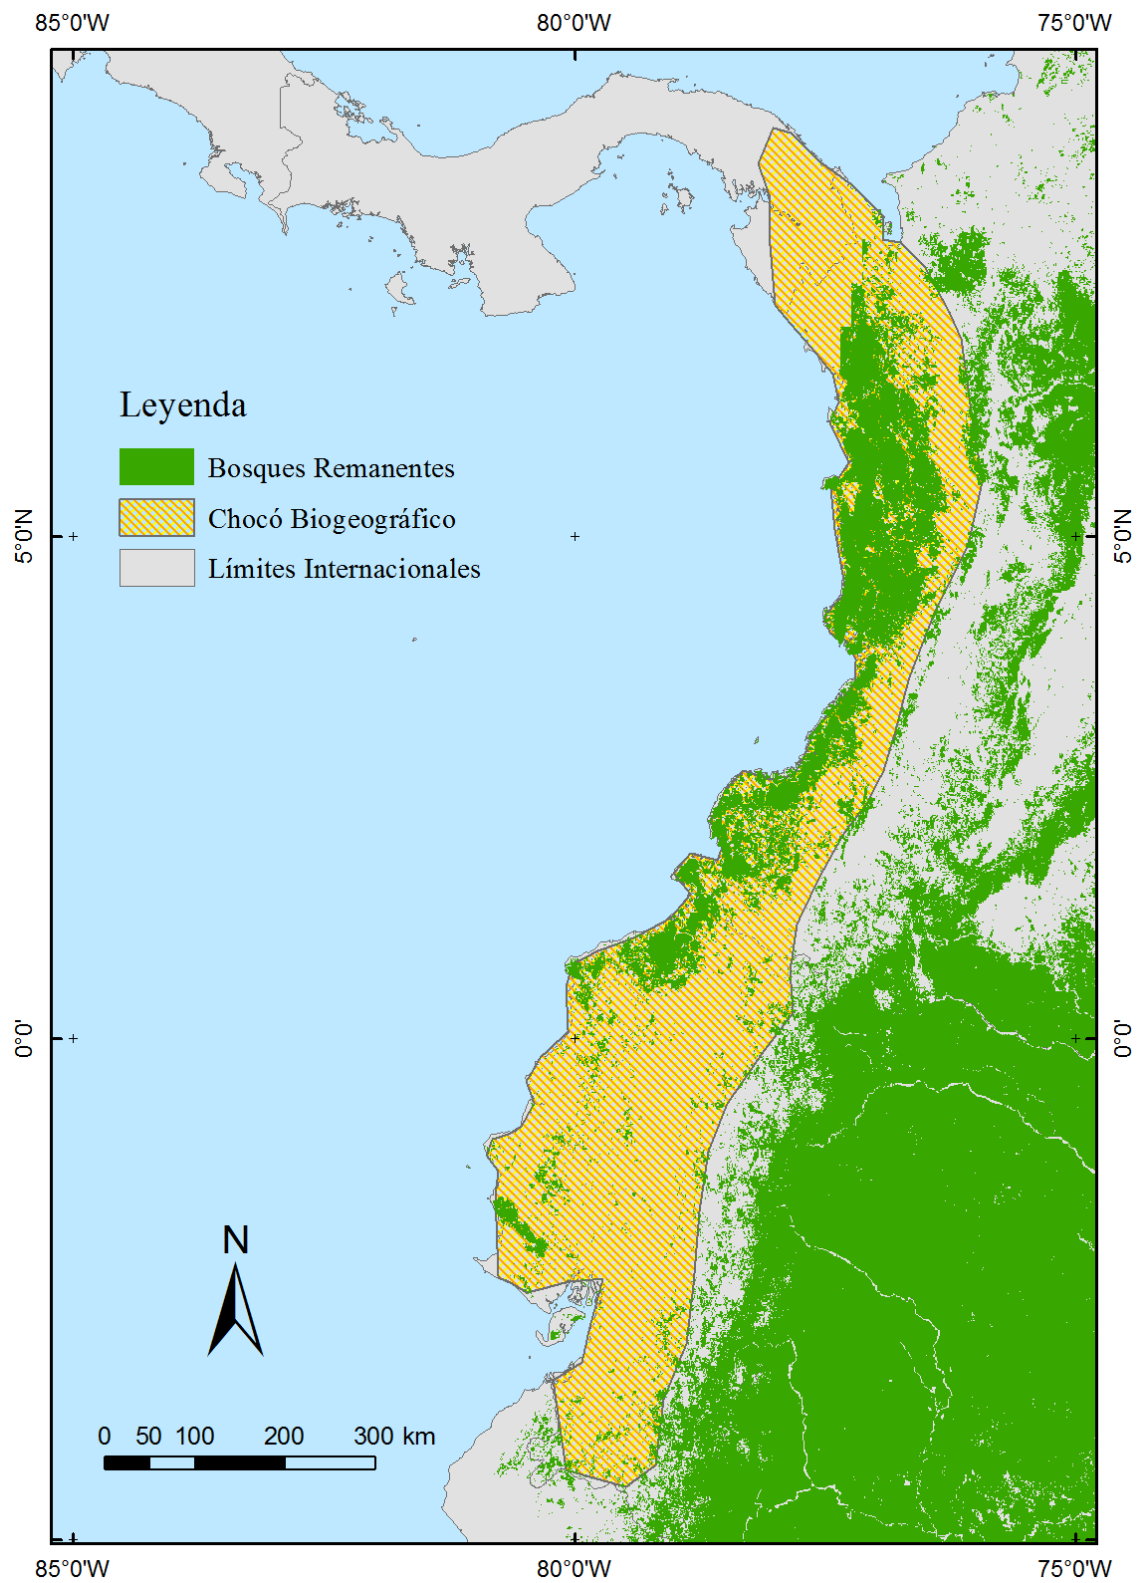 85°0'W 80°0'W 75°0'W
Leyenda
Bosques Remanentes
Chocó Biogeográfico
Límites Internacionales
5°0'N 5°0'N
0°0' 0°0'
N
0 50 100 200 300 km
85°0'W 80°0'W 75°0'W